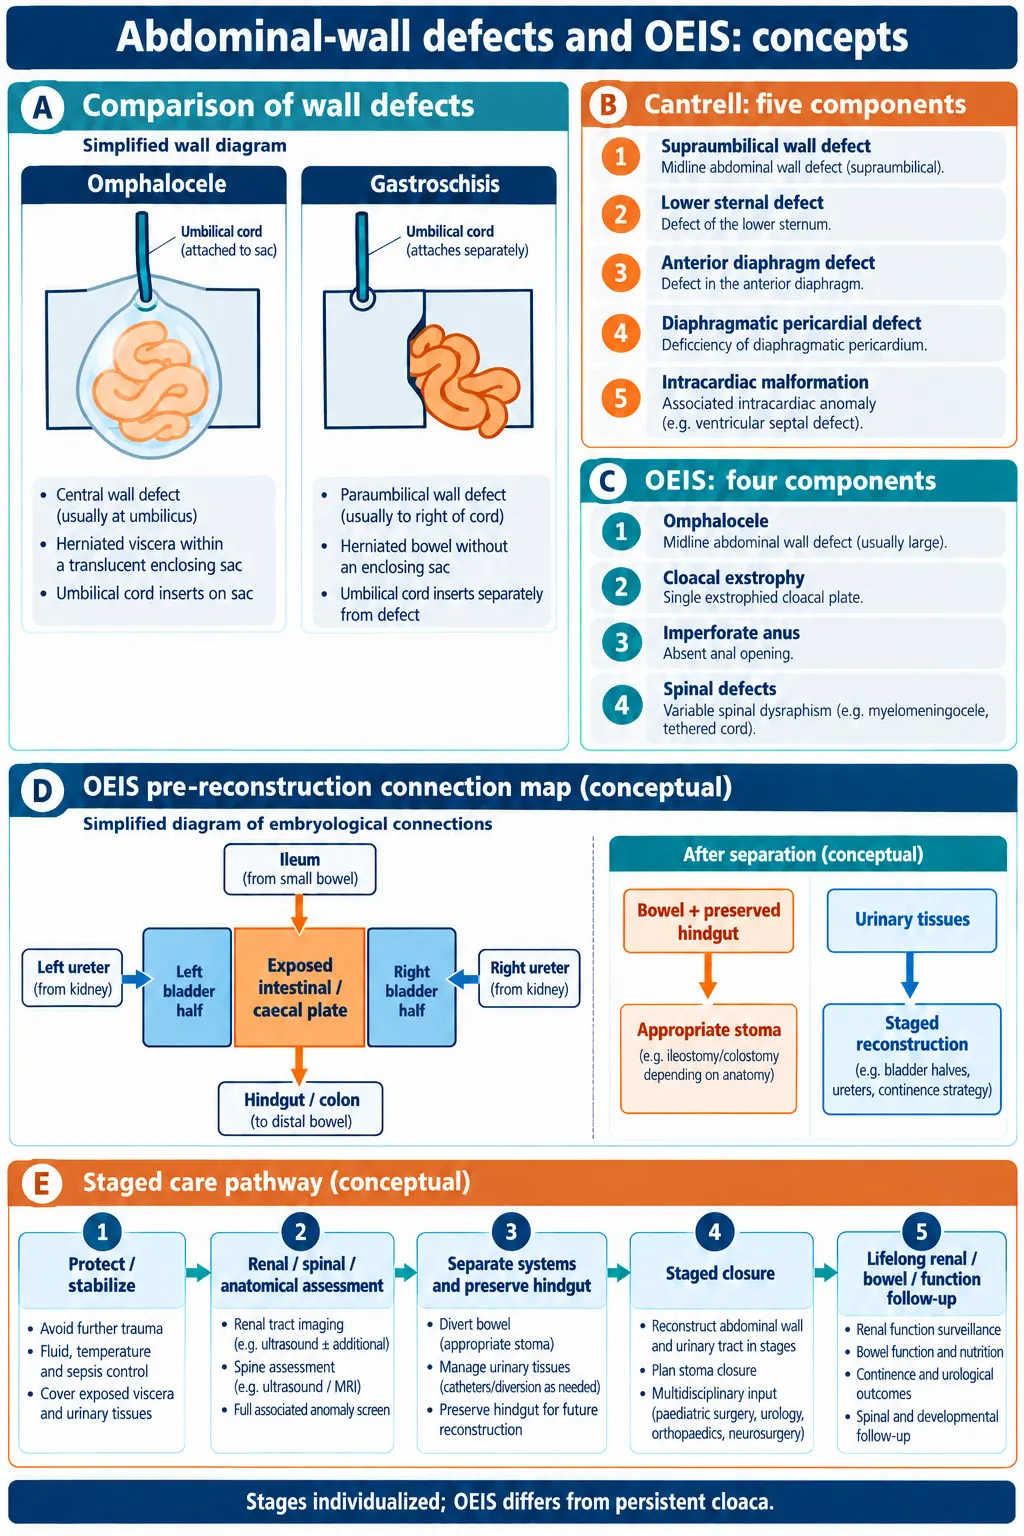 Abdominal-wall defects and OEIS: concepts
A Comparison of wall defects
Simplified wall diagram
Omphalocele
Umbilical cord
(attached to sac)
• Central wall defect
(usually at umbilicus)
• Herniated viscera within
a translucent enclosing sac
• Umbilical cord inserts on sac
Gastroschisis
Umbilical cord
(attaches separately)
• Paraumbilical wall defect
(usually to right of cord)
• Herniated bowel without
an enclosing sac
• Umbilical cord inserts separately
from defect
B Cantrell: five components
1 Supraumbilical wall defect
Midline abdominal wall defect (supraumbilical).
2 Lower sternal defect
Defect of the lower sternum.
3 Anterior diaphragm defect
Defect in the anterior diaphragm.
4 Diaphragmatic pericardial defect
Deficciency of diaphragmatic pericardium.
5 Intracardiac malformation
Associated intracardiac anomaly
(e.g. ventricular septal defect).
C OEIS: four components
1 Omphalocele
Midline abdominal wall defect (usually large).
2 Cloacal exstrophy
Single exstrophied cloacal plate.
3 Imperforate anus
Absent anal opening.
4 Spinal defects
Variable spinal dysraphism (e.g. myelomeningocele,
tethered cord).
D OEIS pre-reconstruction connection map (conceptual)
Simplified diagram of embryological connections
Ileum
(from small bowel)
Left ureter
(from kidney)
Left
bladder
half
Exposed
intestinal /
caecal plate
Right
bladder
half
Right ureter
(from kidney)
Hindgut / colon
(to distal bowel)
After separation (conceptual)
Bowel + preserved
hindgut
Appropriate stoma
(e.g. ileostomy/colostomy
depending on anatomy)
Urinary tissues
Staged
reconstruction
(e.g. bladder halves,
ureters, continence strategy)
E Staged care pathway (conceptual)
1
Protect /
stabilize
• Avoid further trauma
• Fluid, temperature
and sepsis control
• Cover exposed viscera
and urinary tissues
2
Renal / spinal /
anatomical assessment
• Renal tract imaging
(e.g. ultrasound ± additional)
• Spine assessment
(e.g. ultrasound / MRI)
• Full associated anomaly screen
3
Separate systems
and preserve hindgut
• Divert bowel
(appropriate stoma)
• Manage urinary tissues
(catheters/diversion as needed)
• Preserve hindgut for future
reconstruction
4
Staged closure
• Reconstruct abdominal wall
and urinary tract in stages
• Plan stoma closure
• Multidisciplinary input
(paediatric surgery, urology,
orthopaedics, neurosurgery)
5
Lifelong renal /
bowel / function
follow-up
• Renal function surveillance
• Bowel function and nutrition
• Continence and urological
outcomes
• Spinal and developmental
follow-up
Stages individualized; OEIS differs from persistent cloaca.